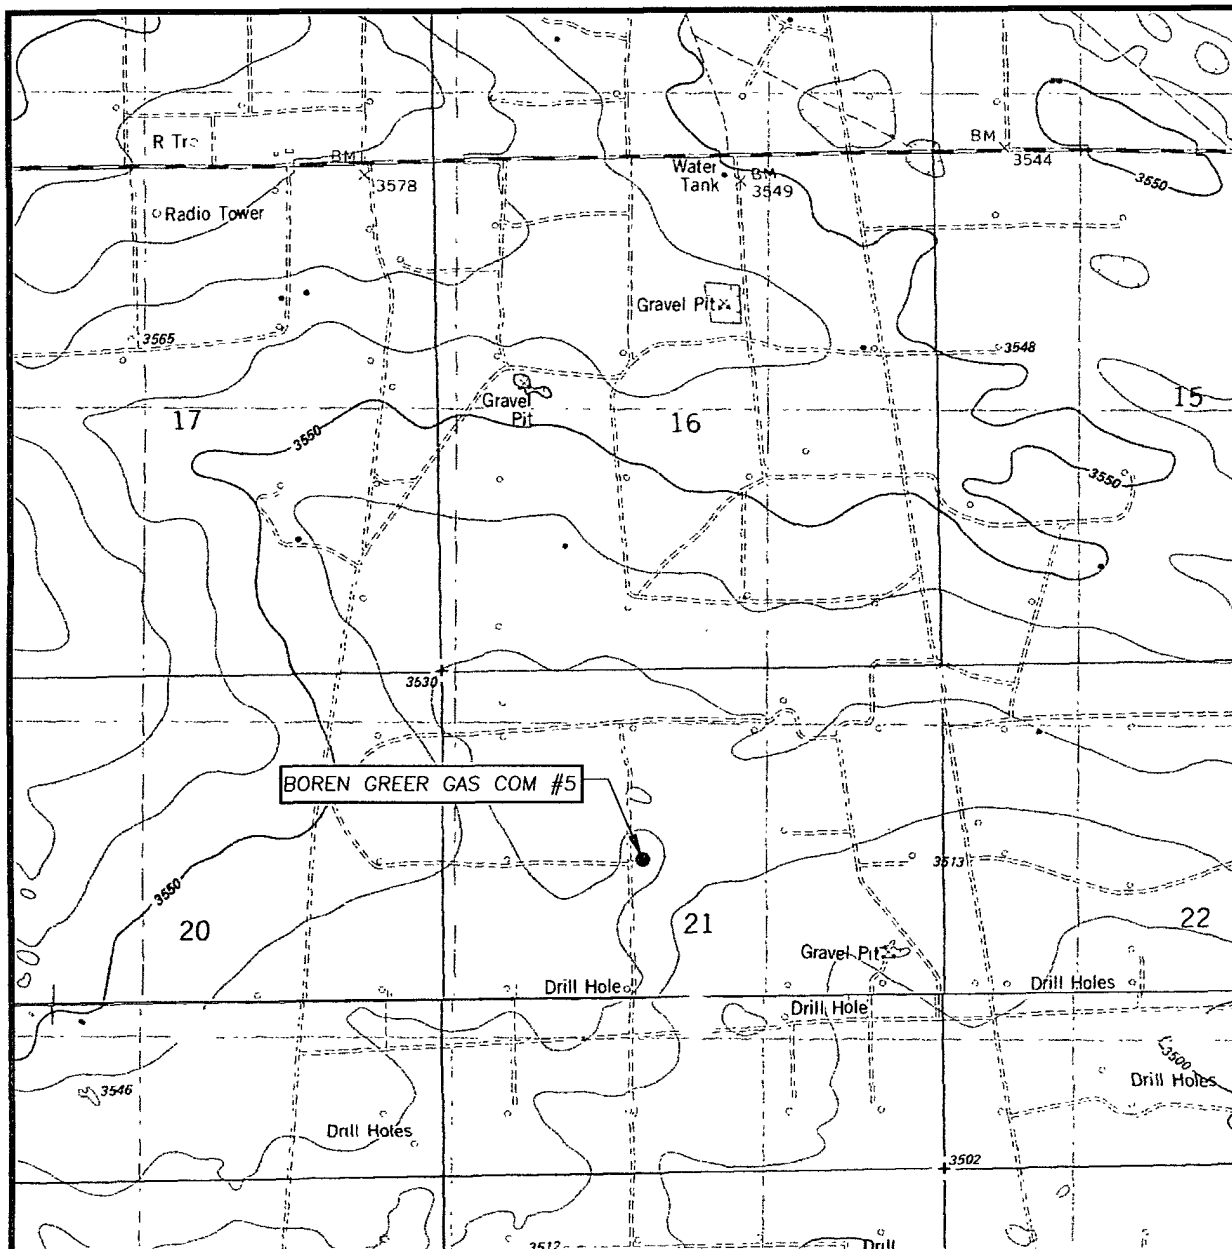 R Tr
BM
3578
Radio Tower
Water
Tank
BM
3549
BM
3544
3550
Gravel Pit
3565
3548
Gravel
Pit
17
16
15
3550
3550
3530
BOREN GREER GAS COM #5
3513
3550
20
21
22
Gravel Pit
Drill Hole
Drill Hole
Drill Holes
3500
3546
Drill Holes
Drill Holes
3502
3512
Drill